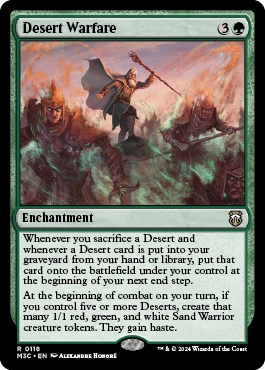 Desert Warfare 3
Enchantment
Whenever you sacrifice a Desert and
whenever a Desert card is put into your
graveyard from your hand or library, put that
card onto the battlefield under your control at
the beginning of your next end step.
At the beginning of combat on your turn, if
you control five or more Deserts, create that
many 1/1 red, green, and white Sand Warrior
creature tokens. They gain haste.
R 0116
M3C • EN Alexandre Honoré
™ & © 2024 Wizards of the Coast